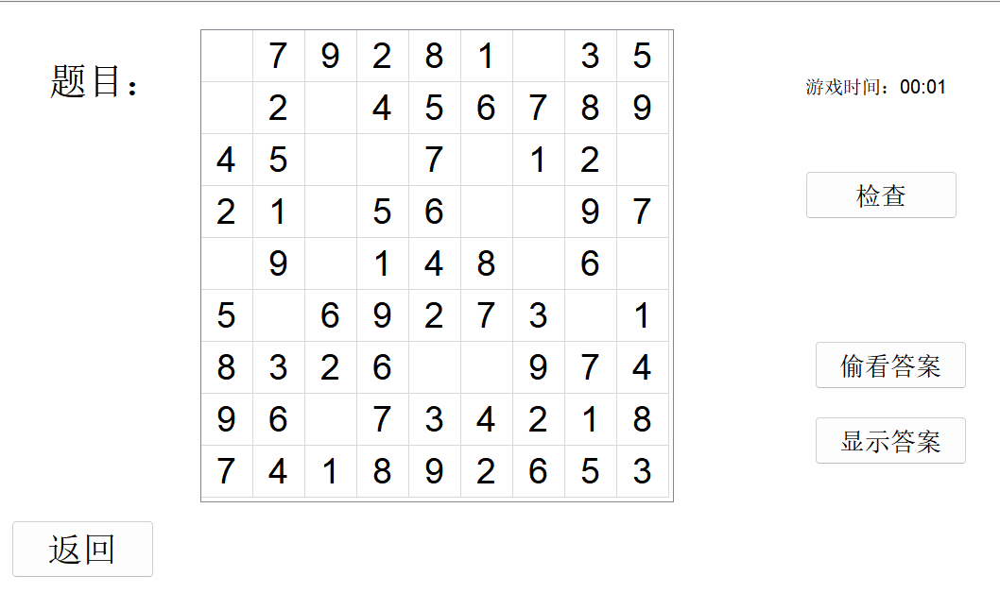 题目：
游戏时间：00:01
7 9 2 8 1 3 5
2 4 5 6 7 8 9
4 5 7 1 2
2 1 5 6 9 7
9 1 4 8 6
5 6 9 2 7 3 1
8 3 2 6 9 7 4
9 6 7 3 4 2 1 8
7 4 1 8 9 2 6 5 3
检查
偷看答案
显示答案
返回